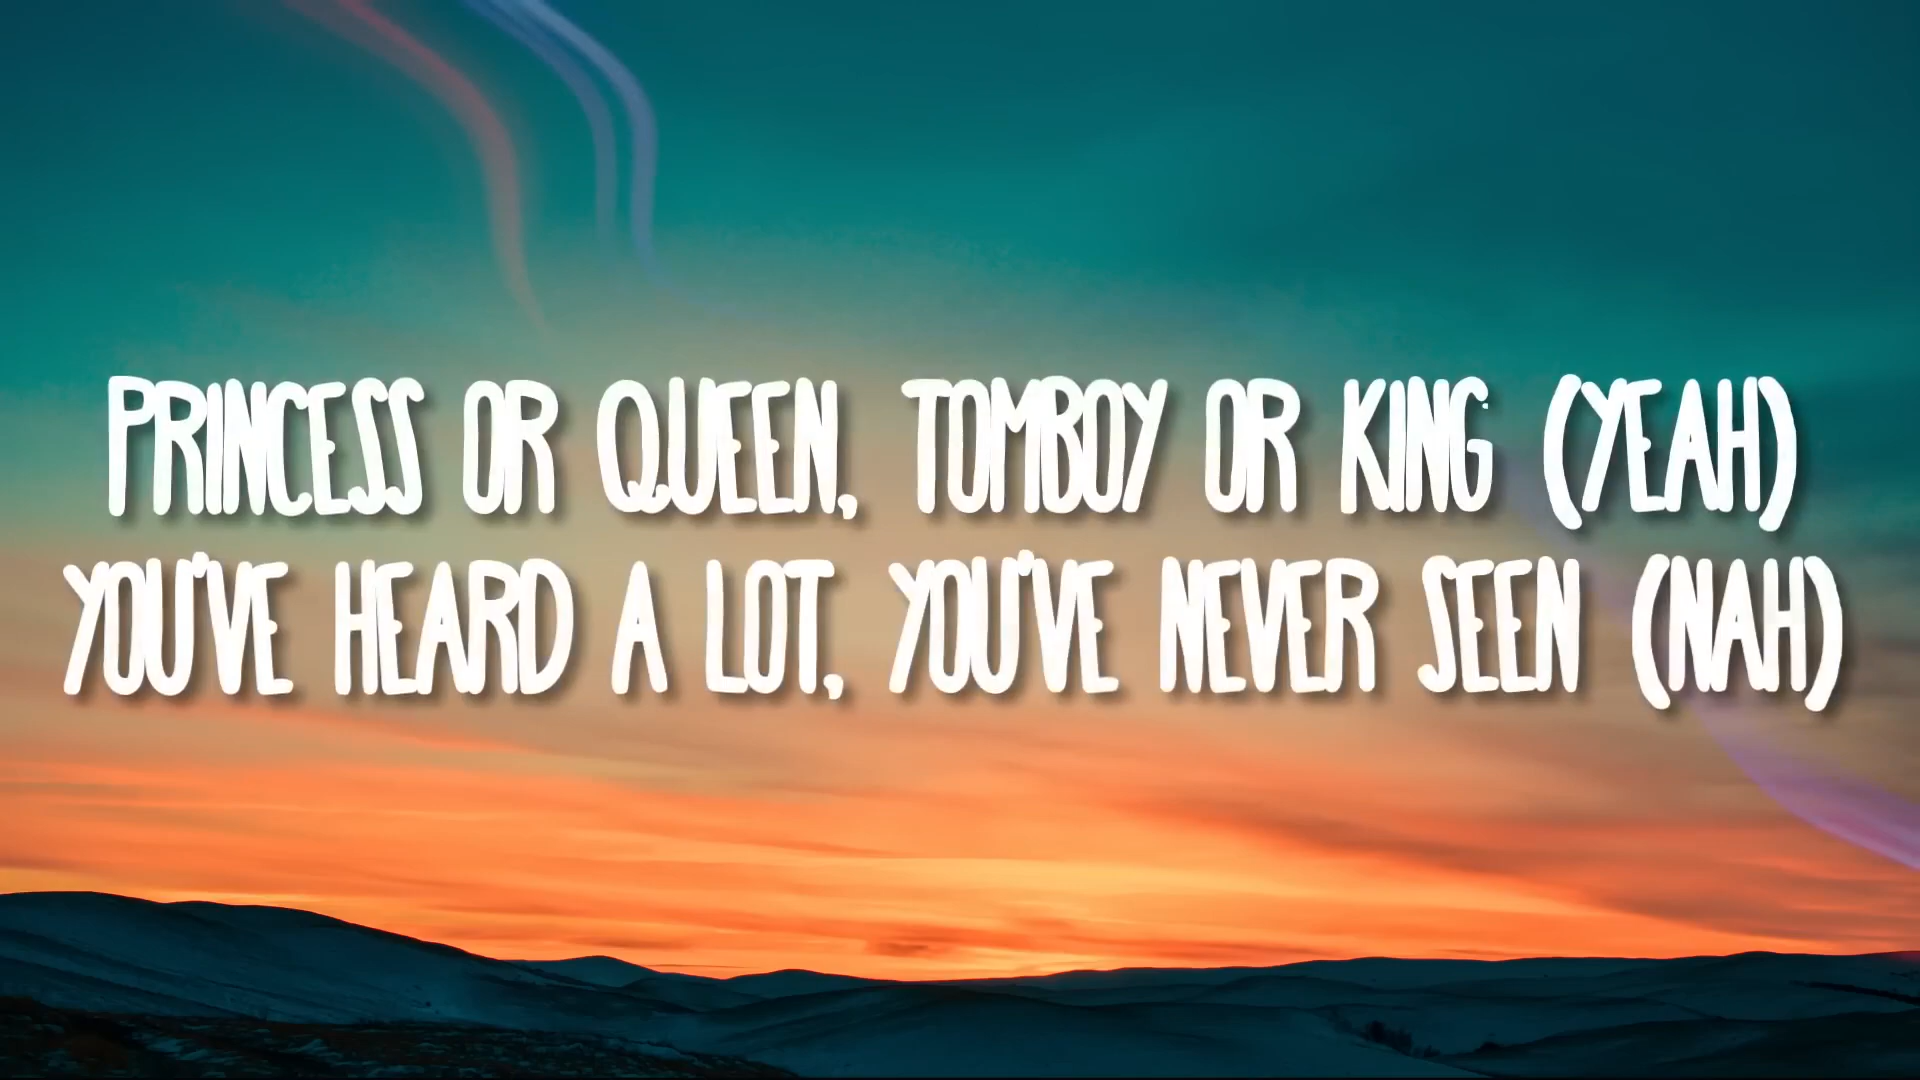 PRINCESS OR QUEEN, TOMBOY OR KING (YEAH)
YOU'VE HEARD A LOT, YOU'VE NEVER SEEN (NAH)